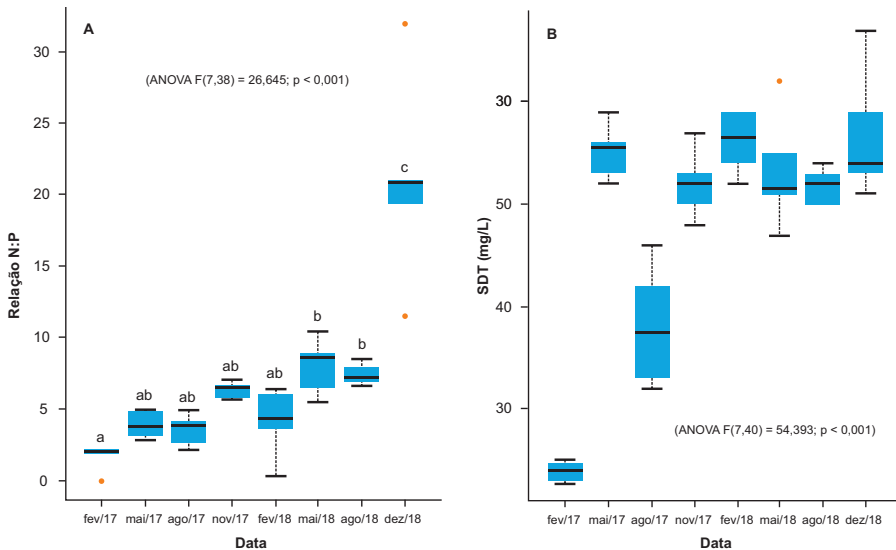 A
(ANOVA F(7,38) = 26,645; p < 0,001)
Relação N:P
30
25
20
15
10
5
0
a
ab
ab
ab
ab
b
b
c
fev/17
mai/17
ago/17
nov/17
fev/18
mai/18
ago/18
dez/18
Data
B
SDT (mg/L)
30
50
40
30
(ANOVA F(7,40) = 54,393; p < 0,001)
fev/17
mai/17
ago/17
nov/17
fev/18
mai/18
ago/18
dez/18
Data